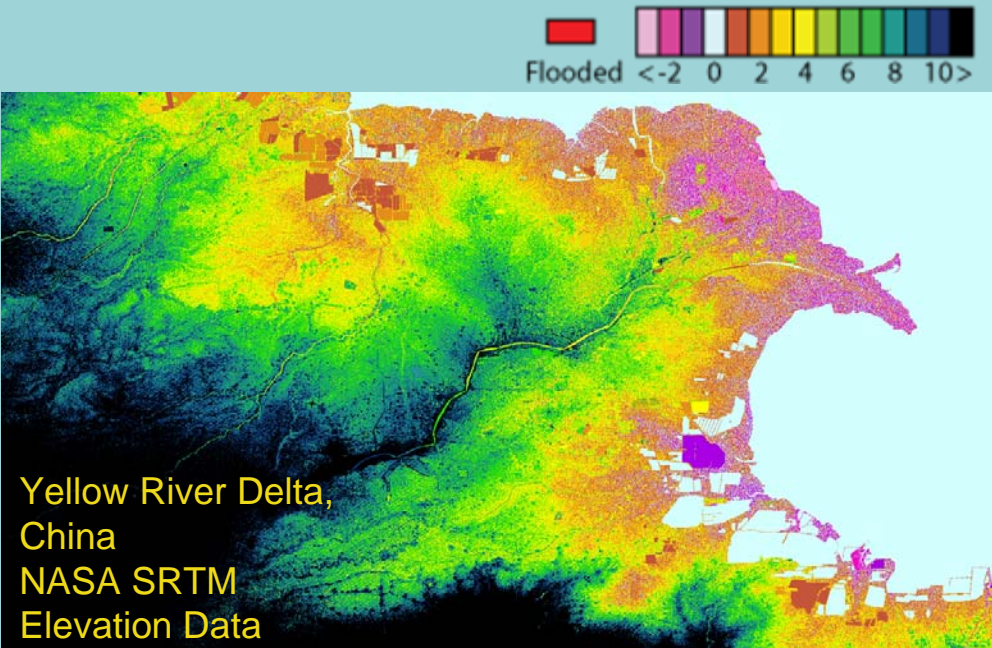 Flooded <-2 0 2 4 6 8 10>
Yellow River Delta,
China
NASA SRTM
Elevation Data